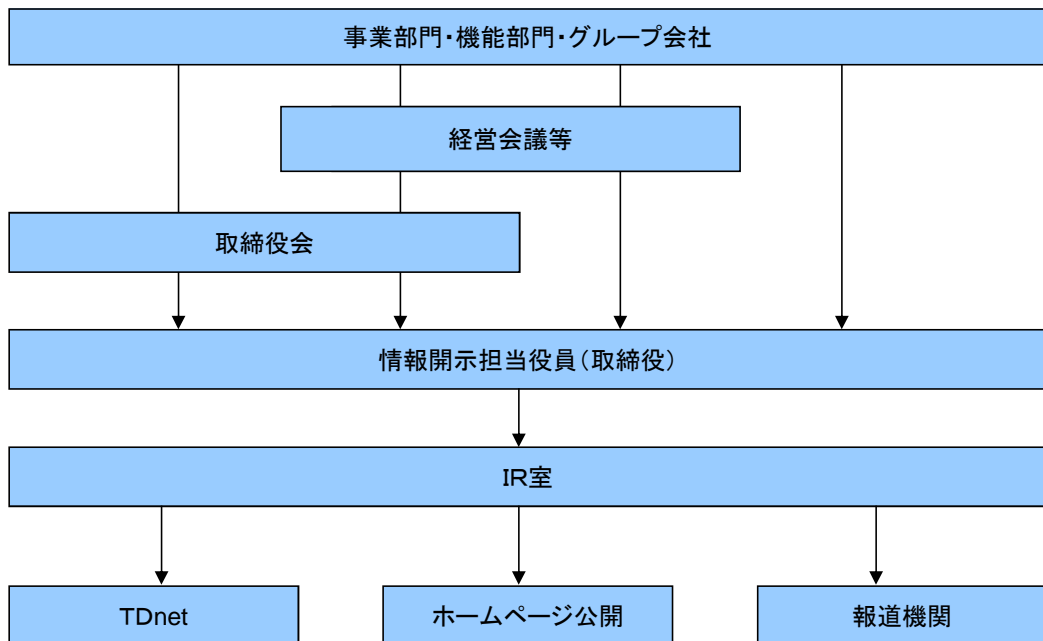 事業部門・機能部門・グループ会社
経営会議等
取締役会
情報開示担当役員（取締役）
IR室
TDnet
ホームページ公開
報道機関